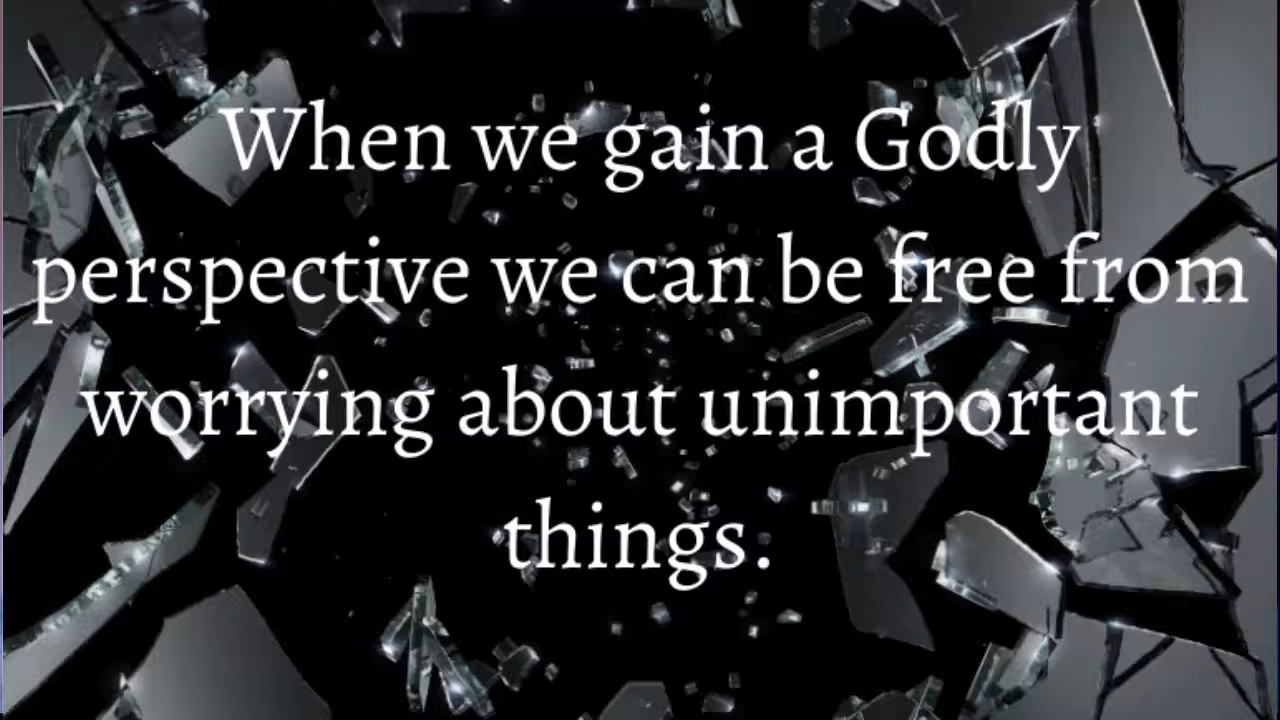 When we gain a Godly
perspective we can be free from
worrying about unimportant
things.